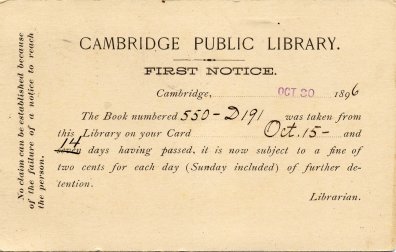 CAMBRIDGE PUBLIC LIBRARY.
FIRST NOTICE.
Cambridge, OCT 20 1896
The Book numbered 550-D191 was taken from
this Library on your Card Oct. 15- and
14
seven days having passed, it is now subject to a fine of
two cents for each day (Sunday included) of further de-
tention.
Librarian.
No claim can be established because
of the failure of a notice to reach
the person.